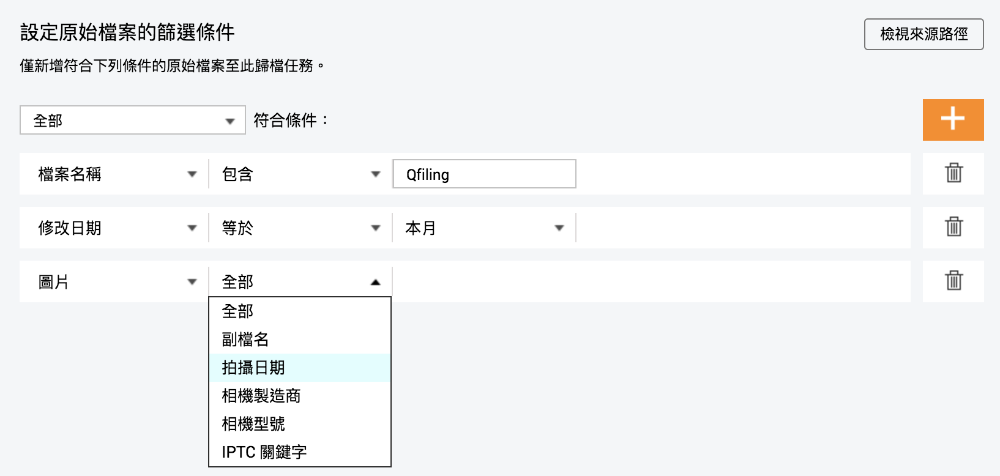 設定原始檔案的篩選條件
檢視來源路徑
僅新增符合下列條件的原始檔案至此歸檔任務。
全部 符合條件：
檔案名稱 包含 Qfiling
修改日期 等於 本月
圖片 全部
全部
副檔名
拍攝日期
相機製造商
相機型號
IPTC 關鍵字